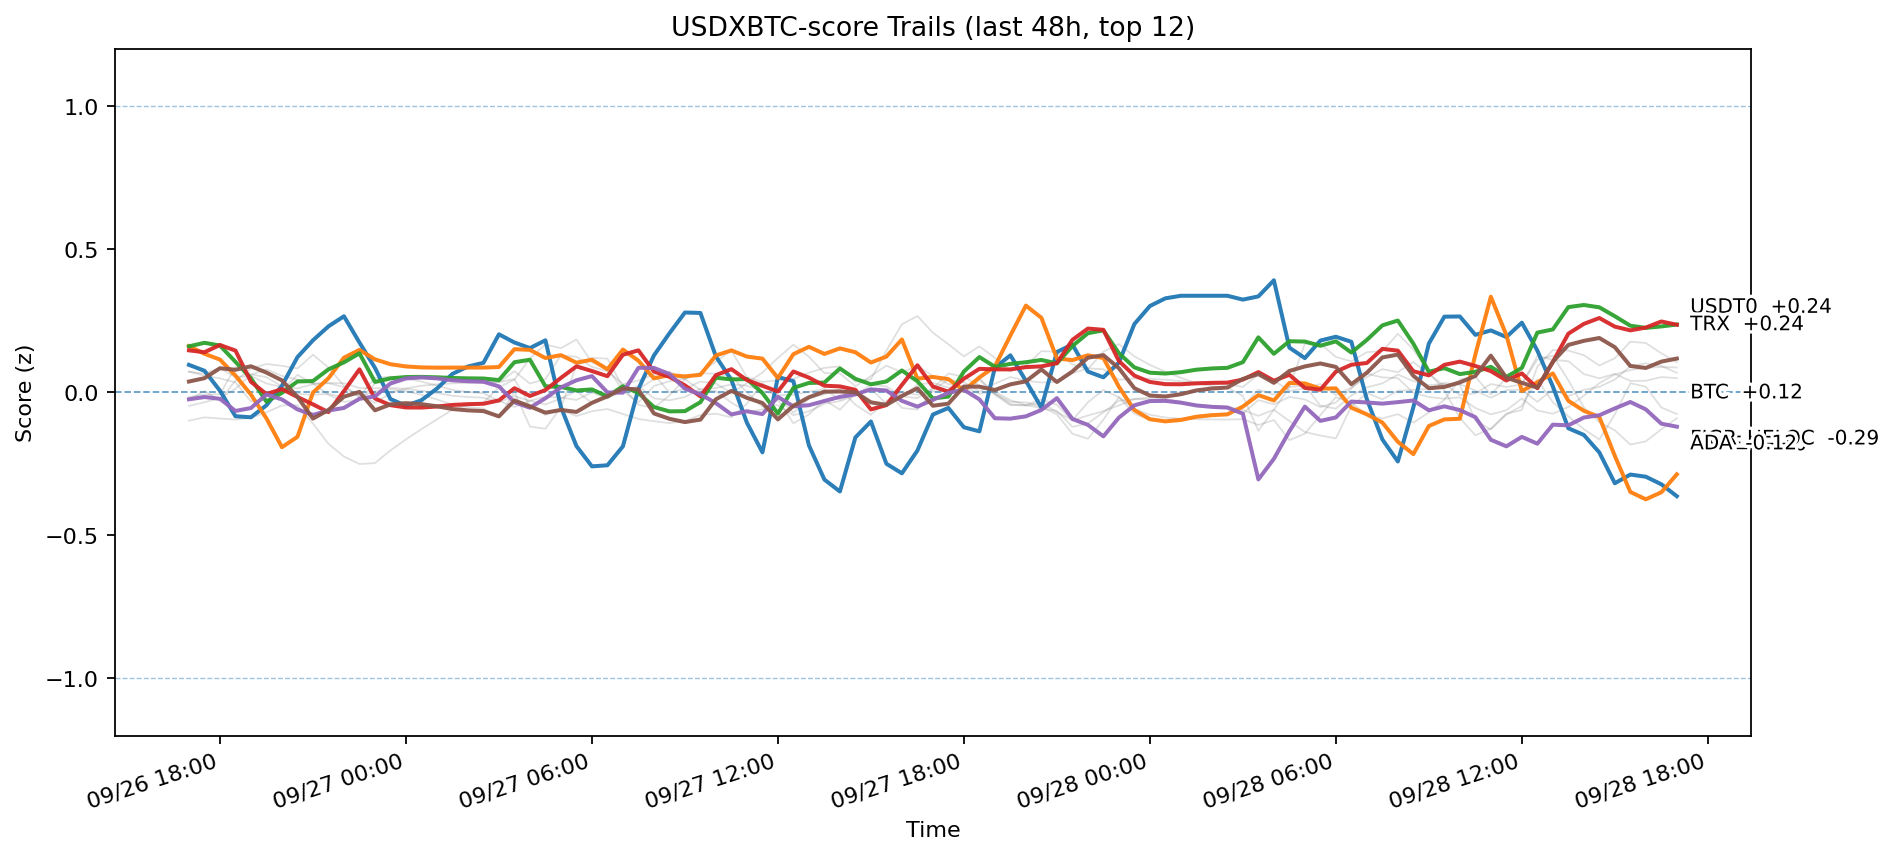 USDXBTC-score Trails (last 48h, top 12)
Score (z)
1.0
0.5
0.0
−0.5
−1.0
USDT0 +0.24
TRX +0.24
BTC +0.12
-0.29
ADA -0.12
09/26 18:00
09/27 00:00
09/27 06:00
09/27 12:00
09/27 18:00
09/28 00:00
09/28 06:00
09/28 12:00
09/28 18:00
Time